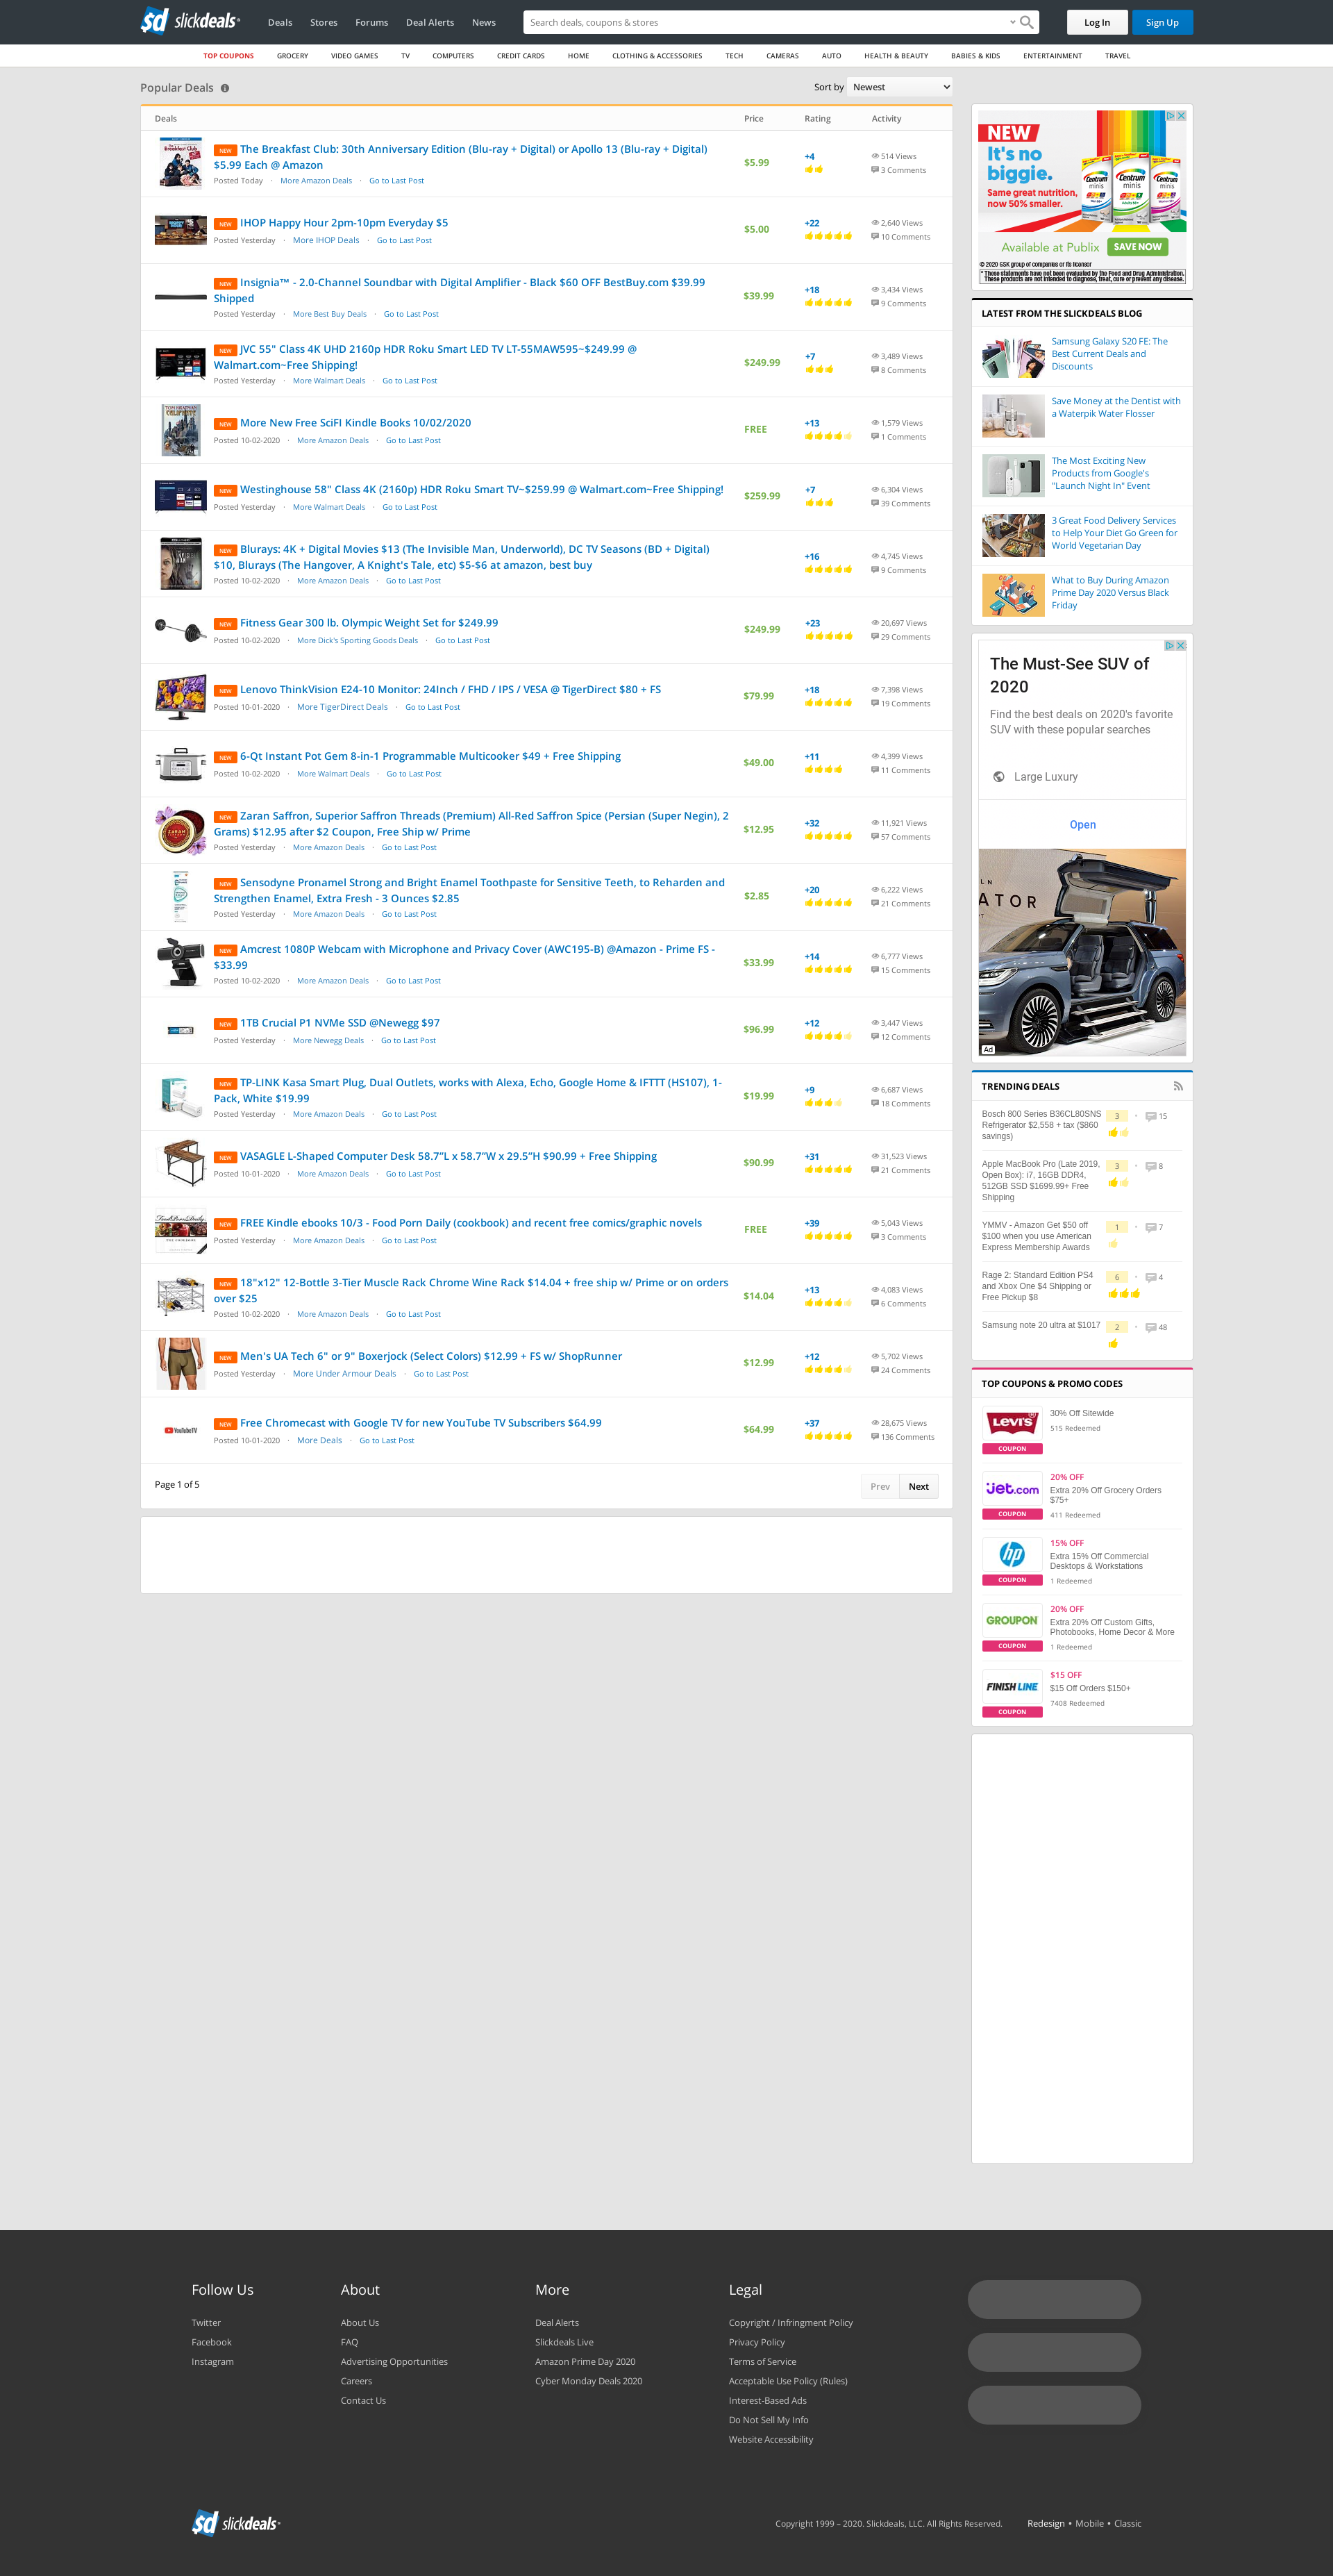 slickdeals
Deals
Stores
Forums
Deal Alerts
News
Search deals, coupons & stores
Log In
Sign Up
TOP COUPONS
GROCERY
VIDEO GAMES
TV
COMPUTERS
CREDIT CARDS
HOME
CLOTHING & ACCESSORIES
TECH
CAMERAS
AUTO
HEALTH & BEAUTY
BABIES & KIDS
ENTERTAINMENT
TRAVEL
Popular Deals
Sort by Newest
Deals Price Rating Activity
NEW The Breakfast Club: 30th Anniversary Edition (Blu-ray + Digital) or Apollo 13 (Blu-ray + Digital)
$5.99 Each @ Amazon
Posted Today · More Amazon Deals · Go to Last Post
$5.99
+4
514 Views
3 Comments
NEW IHOP Happy Hour 2pm-10pm Everyday $5
Posted Yesterday · More IHOP Deals · Go to Last Post
$5.00
+22
2,640 Views
10 Comments
NEW Insignia™ - 2.0-Channel Soundbar with Digital Amplifier - Black $60 OFF BestBuy.com $39.99
Shipped
Posted Yesterday · More Best Buy Deals · Go to Last Post
$39.99
+18
3,434 Views
9 Comments
NEW JVC 55" Class 4K UHD 2160p HDR Roku Smart LED TV LT-55MAW595~$249.99 @
Walmart.com~Free Shipping!
Posted Yesterday · More Walmart Deals · Go to Last Post
$249.99
+7
3,489 Views
8 Comments
NEW More New Free SciFI Kindle Books 10/02/2020
Posted 10-02-2020 · More Amazon Deals · Go to Last Post
FREE
+13
1,579 Views
1 Comments
NEW Westinghouse 58" Class 4K (2160p) HDR Roku Smart TV~$259.99 @ Walmart.com~Free Shipping!
Posted Yesterday · More Walmart Deals · Go to Last Post
$259.99
+7
6,304 Views
39 Comments
NEW Blurays: 4K + Digital Movies $13 (The Invisible Man, Underworld), DC TV Seasons (BD + Digital)
$10, Blurays (The Hangover, A Knight's Tale, etc) $5-$6 at amazon, best buy
Posted 10-02-2020 · More Amazon Deals · Go to Last Post
+16
4,745 Views
9 Comments
NEW Fitness Gear 300 lb. Olympic Weight Set for $249.99
Posted 10-02-2020 · More Dick's Sporting Goods Deals · Go to Last Post
$249.99
+23
20,697 Views
29 Comments
NEW Lenovo ThinkVision E24-10 Monitor: 24Inch / FHD / IPS / VESA @ TigerDirect $80 + FS
Posted 10-01-2020 · More TigerDirect Deals · Go to Last Post
$79.99
+18
7,398 Views
19 Comments
NEW 6-Qt Instant Pot Gem 8-in-1 Programmable Multicooker $49 + Free Shipping
Posted 10-02-2020 · More Walmart Deals · Go to Last Post
$49.00
+11
4,399 Views
11 Comments
NEW Zaran Saffron, Superior Saffron Threads (Premium) All-Red Saffron Spice (Persian (Super Negin), 2
Grams) $12.95 after $2 Coupon, Free Ship w/ Prime
Posted Yesterday · More Amazon Deals · Go to Last Post
$12.95
+32
11,921 Views
57 Comments
NEW Sensodyne Pronamel Strong and Bright Enamel Toothpaste for Sensitive Teeth, to Reharden and
Strengthen Enamel, Extra Fresh - 3 Ounces $2.85
Posted Yesterday · More Amazon Deals · Go to Last Post
$2.85
+20
6,222 Views
21 Comments
NEW Amcrest 1080P Webcam with Microphone and Privacy Cover (AWC195-B) @Amazon - Prime FS -
$33.99
Posted 10-02-2020 · More Amazon Deals · Go to Last Post
$33.99
+14
6,777 Views
15 Comments
NEW 1TB Crucial P1 NVMe SSD @Newegg $97
Posted Yesterday · More Newegg Deals · Go to Last Post
$96.99
+12
3,447 Views
12 Comments
NEW TP-LINK Kasa Smart Plug, Dual Outlets, works with Alexa, Echo, Google Home & IFTTT (HS107), 1-
Pack, White $19.99
Posted Yesterday · More Amazon Deals · Go to Last Post
$19.99
+9
6,687 Views
18 Comments
NEW VASAGLE L-Shaped Computer Desk 58.7”L x 58.7”W x 29.5”H $90.99 + Free Shipping
Posted 10-01-2020 · More Amazon Deals · Go to Last Post
$90.99
+31
31,523 Views
21 Comments
NEW FREE Kindle ebooks 10/3 - Food Porn Daily (cookbook) and recent free comics/graphic novels
Posted Yesterday · More Amazon Deals · Go to Last Post
FREE
+39
5,043 Views
3 Comments
NEW 18"x12" 12-Bottle 3-Tier Muscle Rack Chrome Wine Rack $14.04 + free ship w/ Prime or on orders
over $25
Posted 10-02-2020 · More Amazon Deals · Go to Last Post
$14.04
+13
4,083 Views
6 Comments
NEW Men's UA Tech 6" or 9" Boxerjock (Select Colors) $12.99 + FS w/ ShopRunner
Posted Yesterday · More Under Armour Deals · Go to Last Post
$12.99
+12
5,702 Views
24 Comments
YouTubeTV
NEW Free Chromecast with Google TV for new YouTube TV Subscribers $64.99
Posted 10-01-2020 · More Deals · Go to Last Post
$64.99
+37
28,675 Views
136 Comments
Page 1 of 5
Prev
Next
NEW
It's no
biggie.
Same great nutrition,
now 50% smaller.
Centrum
minis
Centrum
minis
Centrum
minis
Available at Publix
SAVE NOW
© 2020 GSK group of companies or its licensor
* These statements have not been evaluated by the Food and Drug Administration.
These products are not intended to diagnose, treat, cure or prevent any disease.
LATEST FROM THE SLICKDEALS BLOG
Samsung Galaxy S20 FE: The
Best Current Deals and
Discounts
Save Money at the Dentist with
a Waterpik Water Flosser
The Most Exciting New
Products from Google's
"Launch Night In" Event
3 Great Food Delivery Services
to Help Your Diet Go Green for
World Vegetarian Day
What to Buy During Amazon
Prime Day 2020 Versus Black
Friday
The Must-See SUV of
2020
Find the best deals on 2020's favorite
SUV with these popular searches
Large Luxury
Open
Ad
TRENDING DEALS
Bosch 800 Series B36CL80SNS
Refrigerator $2,558 + tax ($860
savings)
3 • 15
Apple MacBook Pro (Late 2019,
Open Box): i7, 16GB DDR4,
512GB SSD $1699.99+ Free
Shipping
3 • 8
YMMV - Amazon Get $50 off
$100 when you use American
Express Membership Awards
1 • 7
Rage 2: Standard Edition PS4
and Xbox One $4 Shipping or
Free Pickup $8
6 • 4
Samsung note 20 ultra at $1017
2 • 48
TOP COUPONS & PROMO CODES
LEVI'S
COUPON
30% Off Sitewide
515 Redeemed
jet.com
COUPON
20% OFF
Extra 20% Off Grocery Orders
$75+
411 Redeemed
hp
COUPON
15% OFF
Extra 15% Off Commercial
Desktops & Workstations
1 Redeemed
GROUPON
COUPON
20% OFF
Extra 20% Off Custom Gifts,
Photobooks, Home Decor & More
1 Redeemed
FINISH LINE
COUPON
$15 OFF
$15 Off Orders $150+
7408 Redeemed
Follow Us
Twitter
Facebook
Instagram
About
About Us
FAQ
Advertising Opportunities
Careers
Contact Us
More
Deal Alerts
Slickdeals Live
Amazon Prime Day 2020
Cyber Monday Deals 2020
Legal
Copyright / Infringment Policy
Privacy Policy
Terms of Service
Acceptable Use Policy (Rules)
Interest-Based Ads
Do Not Sell My Info
Website Accessibility
slickdeals
Copyright 1999 – 2020. Slickdeals, LLC. All Rights Reserved.
Redesign • Mobile • Classic